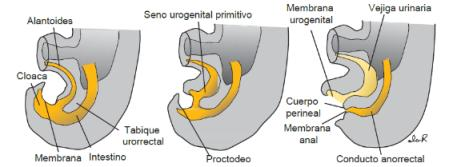 Alantoides
Cloaca
Membrana
Intestino
Tabique
urorrectal
Seno urogenital primitivo
Proctodeo
Membrana
urogenital
Vejiga urinaria
Cuerpo
perineal
Membrana
anal
Conducto anorrectal